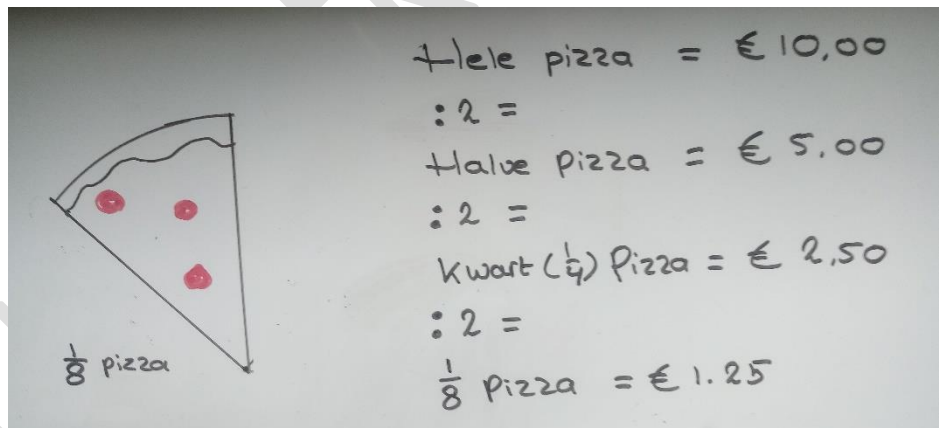 Hele pizza = € 10,00
:2 =
Halve pizza = € 5,00
:2 =
Kwart (1/4) Pizza = € 2,50
:2 =
1/8 pizza = € 1.25
1/8 pizza